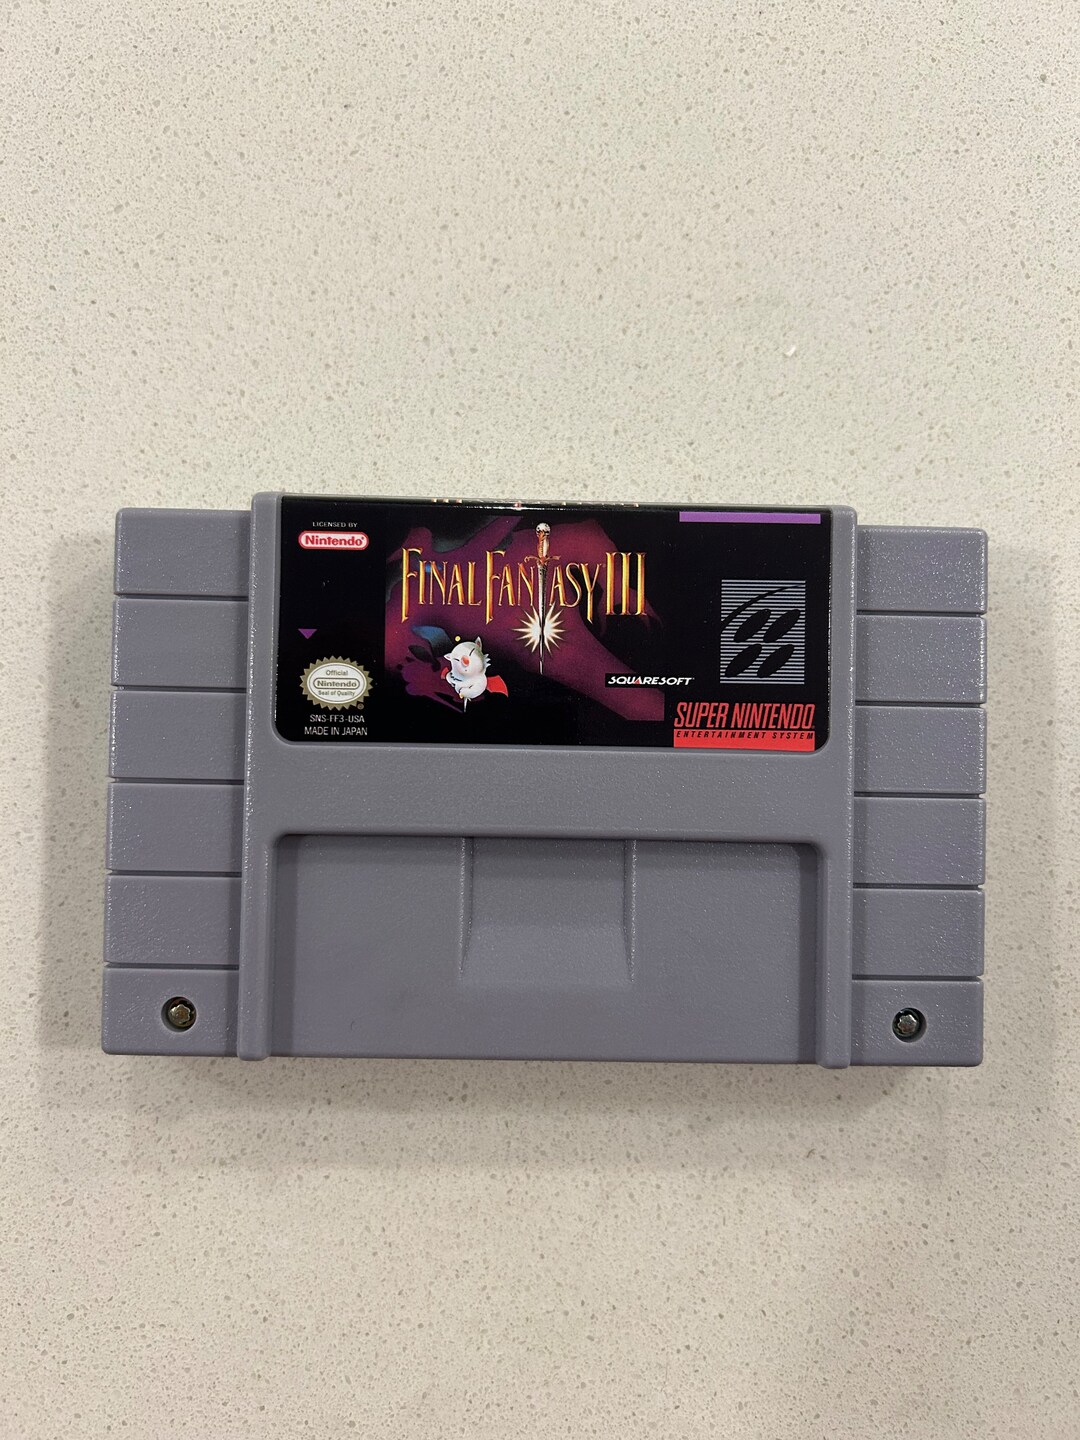 LICENSED BY
Nintendo
FINAL FANTASY III
Official
Nintendo
Seal of Quality
SNS-FF3-USA
MADE IN JAPAN
SQUARESOFT
SUPER NINTENDO
ENTERTAINMENT SYSTEM